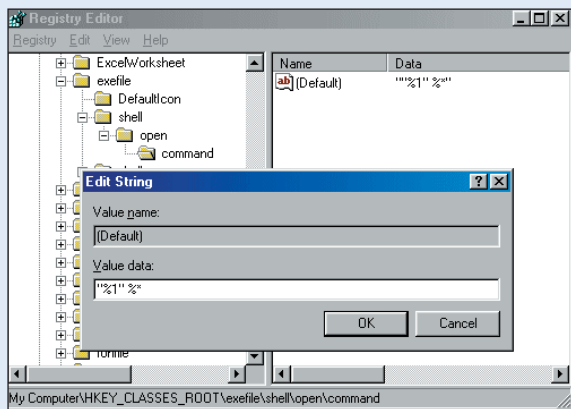 Registry Editor
Registry Edit View Help
ExcelWorksheet
exefile
DefaultIcon
shell
open
command
Name Data
(Default) ""%1" %*"
Edit String
Value name:
(Default)
Value data:
"%1" %*
OK Cancel
My Computer\HKEY_CLASSES_ROOT\exefile\shell\open\command